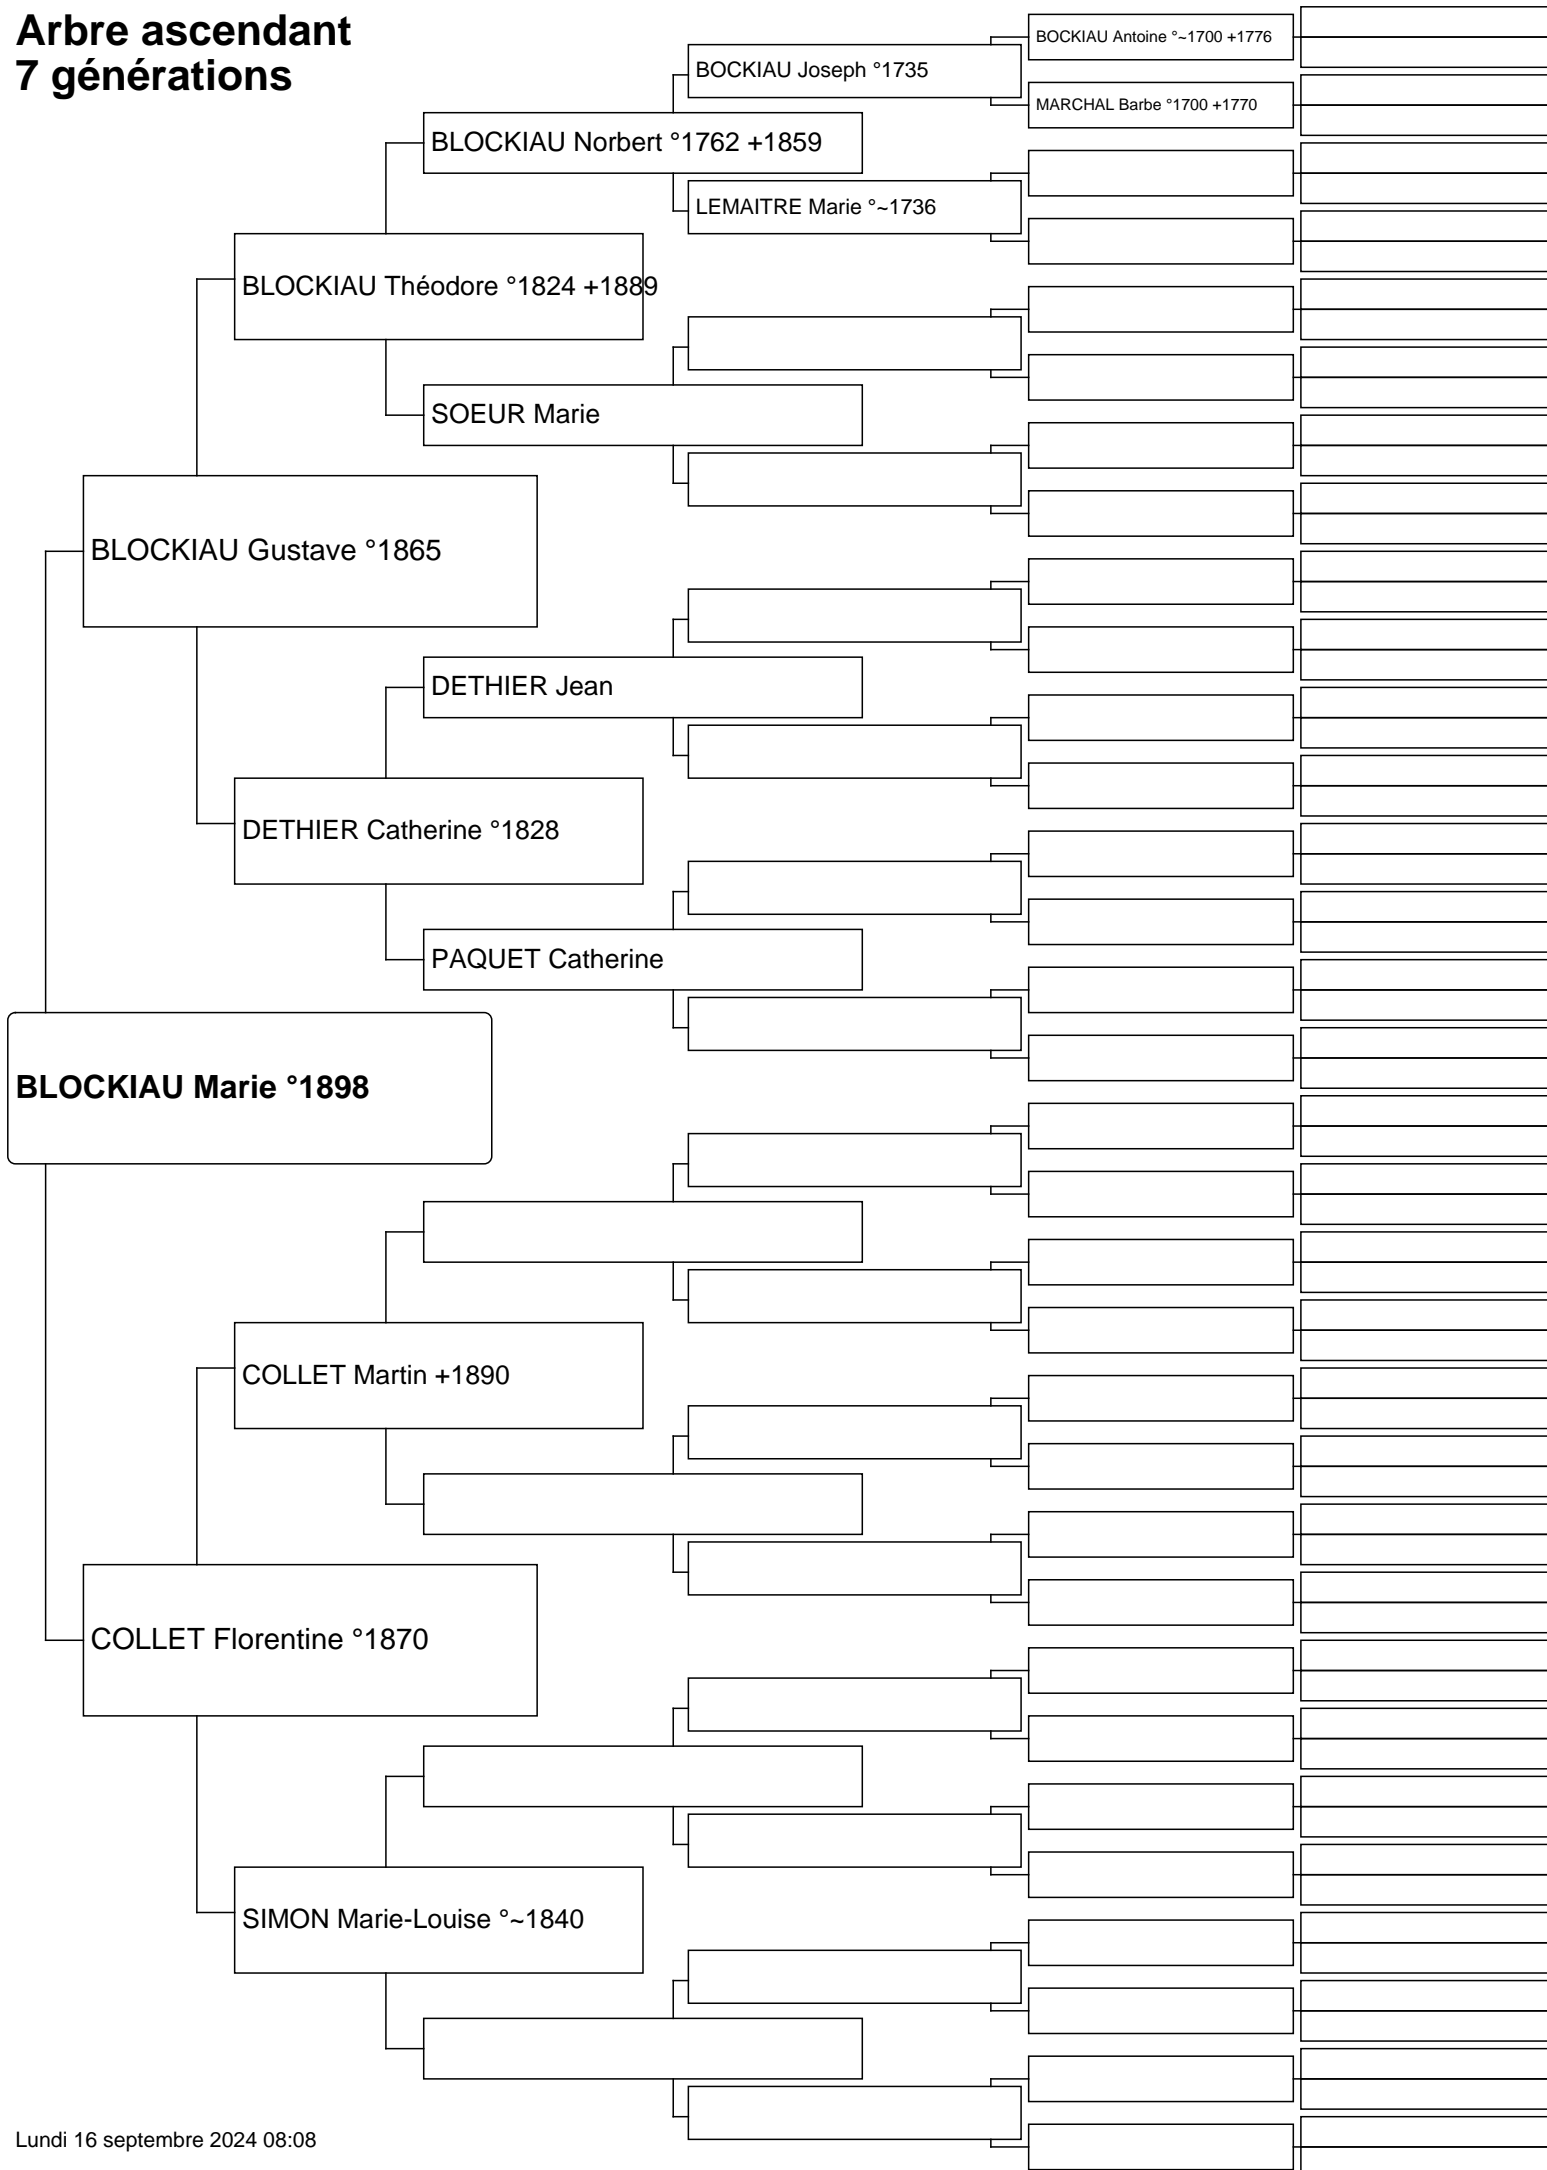 Arbre ascendant
7 générations
BOCKIAU Antoine °~1700 +1776
BOCKIAU Joseph °1735
MARCHAL Barbe °1700 +1770
BLOCKIAU Norbert °1762 +1859
LEMAITRE Marie °~1736
BLOCKIAU Théodore °1824 +1889
SOEUR Marie
BLOCKIAU Gustave °1865
DETHIER Jean
DETHIER Catherine °1828
PAQUET Catherine
BLOCKIAU Marie °1898
COLLET Martin +1890
COLLET Florentine °1870
SIMON Marie-Louise °~1840
Lundi 16 septembre 2024 08:08